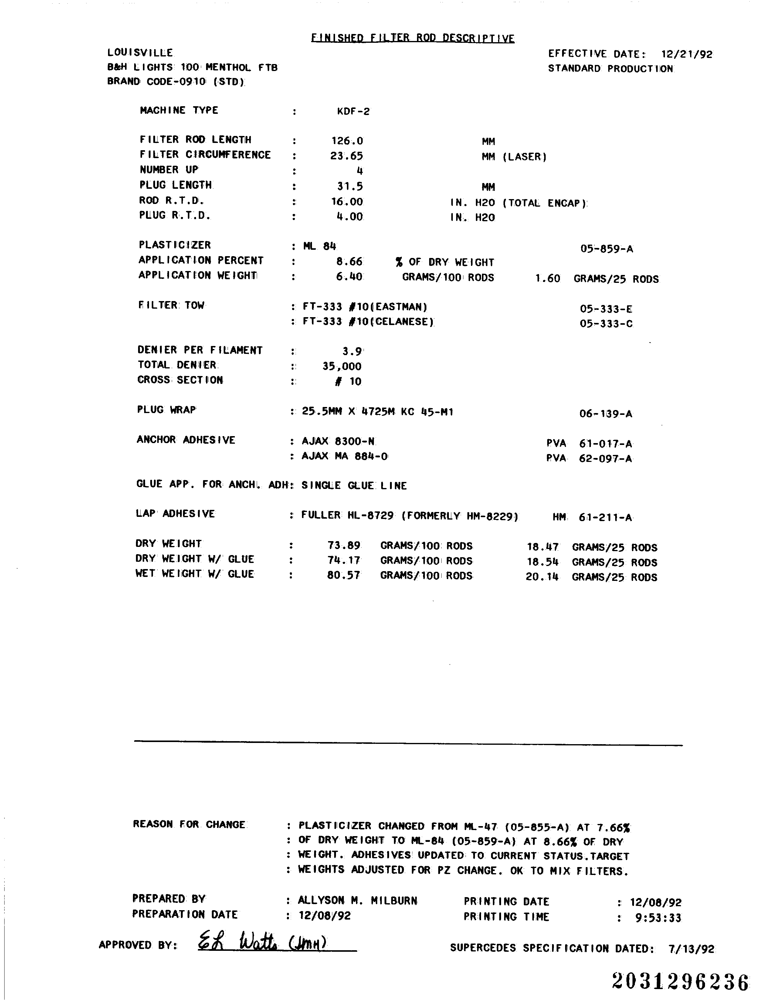 FINISHED FILTER ROD DESCRIPTIVE
LOUISVILLE EFFECTIVE DATE: 12/21/92
B&H LIGHTS 100 MENTHOL FTB STANDARD PRODUCTION
BRAND CODE-0910 (STD)
MACHINE TYPE : KDF-2
FILTER ROD LENGTH : 126.0 MM
FILTER CIRCUMFERENCE : 23.65 MM (LASER)
NUMBER UP : 4
PLUG LENGTH : 31.5 MM
ROD R.T.D. : 16.00 IN. H2O (TOTAL ENCAP)
PLUG R.T.D. : 4.00 IN. H2O
PLASTICIZER : ML 84 05-859-A
APPLICATION PERCENT : 8.66 % OF DRY WEIGHT
APPLICATION WEIGHT : 6.40 GRAMS/100 RODS 1.60 GRAMS/25 RODS
FILTER TOW : FT-333 #10(EASTMAN) 05-333-E
: FT-333 #10(CELANESE) 05-333-C
DENIER PER FILAMENT : 3.9
TOTAL DENIER : 35,000
CROSS SECTION : # 10
PLUG WRAP : 25.5MM X 4725M KC 45-M1 06-139-A
ANCHOR ADHESIVE : AJAX 8300-N PVA 61-017-A
: AJAX MA 884-O PVA 62-097-A
GLUE APP. FOR ANCH. ADH: SINGLE GLUE LINE
LAP ADHESIVE : FULLER HL-8729 (FORMERLY HM-8229) HM 61-211-A
DRY WEIGHT : 73.89 GRAMS/100 RODS 18.47 GRAMS/25 RODS
DRY WEIGHT W/ GLUE : 74.17 GRAMS/100 RODS 18.54 GRAMS/25 RODS
WET WEIGHT W/ GLUE : 80.57 GRAMS/100 RODS 20.14 GRAMS/25 RODS
REASON FOR CHANGE : PLASTICIZER CHANGED FROM ML-47 (05-855-A) AT 7.66%
: OF DRY WEIGHT TO ML-84 (05-859-A) AT 8.66% OF DRY
: WEIGHT. ADHESIVES UPDATED TO CURRENT STATUS.TARGET
: WEIGHTS ADJUSTED FOR PZ CHANGE. OK TO MIX FILTERS.
PREPARED BY : ALLYSON M. MILBURN PRINTING DATE : 12/08/92
PREPARATION DATE : 12/08/92 PRINTING TIME : 9:53:33
APPROVED BY: EL Watts (JMH)
SUPERCEDES SPECIFICATION DATED: 7/13/92
2031296236